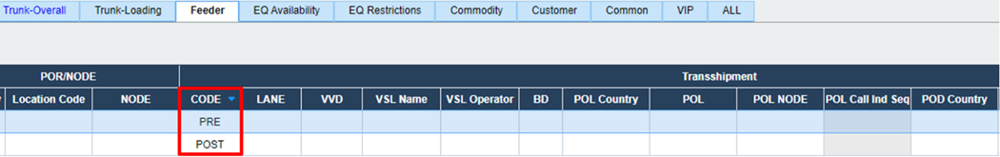 Trunk-Overall Trunk-Loading Feeder EQ Availability EQ Restrictions Commodity Customer Common VIP ALL
POR/NODE Transshipment
Location Code NODE CODE LANE VVD VSL Name VSL Operator BD POL Country POL POL NODE POL Call Ind Seq POD Country
PRE
POST